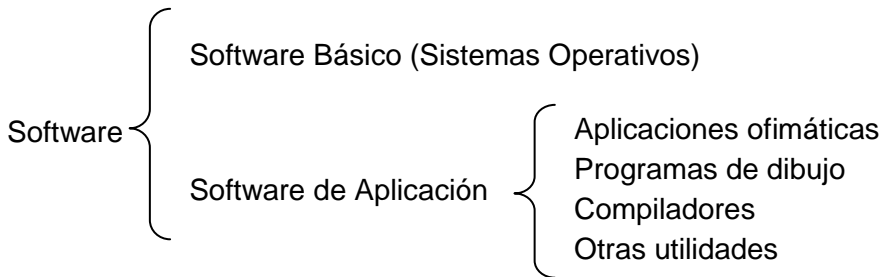 Software
Software Básico (Sistemas Operativos)
Software de Aplicación
Aplicaciones ofimáticas
Programas de dibujo
Compiladores
Otras utilidades